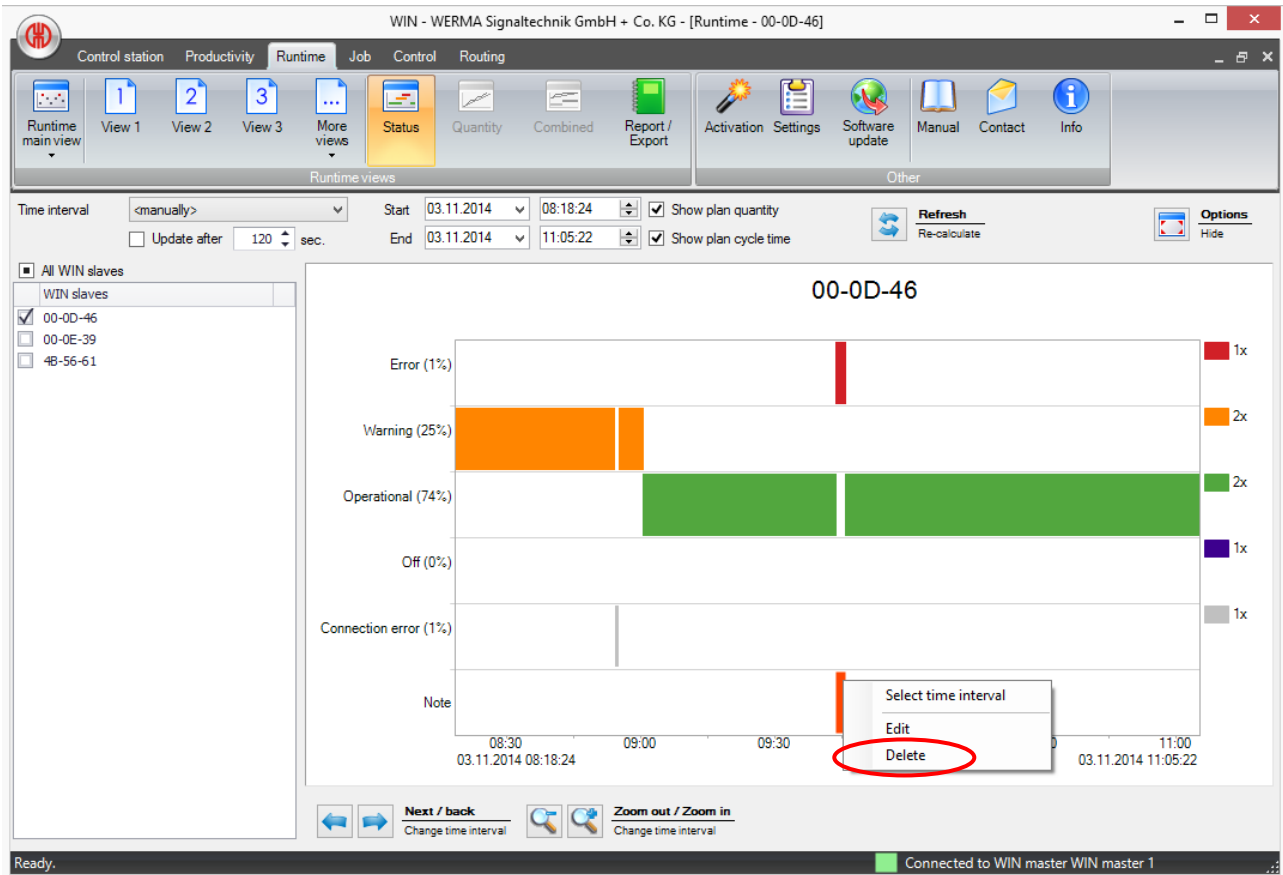 WIN - WERMA Signaltechnik GmbH + Co. KG - [Runtime - 00-0D-46]
Control station Productivity Runtime Job Control Routing
1 2 3 ...
Runtime main view
View 1
View 2
View 3
More views
Status
Quantity
Combined
Report / Export
Activation
Settings
Software update
Manual
Contact
Info
Runtime views
Other
Time interval <manually> Start 03.11.2014 08:18:24 Show plan quantity
Refresh
Re-calculate
Options
Hide
Update after 120 sec. End 03.11.2014 11:05:22 Show plan cycle time
All WIN slaves
WIN slaves
00-0D-46
00-0E-39
4B-56-61
00-0D-46
Error (1%) 1x
Warning (25%) 2x
Operational (74%) 2x
Off (0%) 1x
Connection error (1%) 1x
Note
Select time interval
Edit
Delete
08:30 09:00 09:30 0 11:00
03.11.2014 08:18:24 03.11.2014 11:05:22
Next / back
Change time interval
Zoom out / Zoom in
Change time interval
Ready. Connected to WIN master WIN master 1